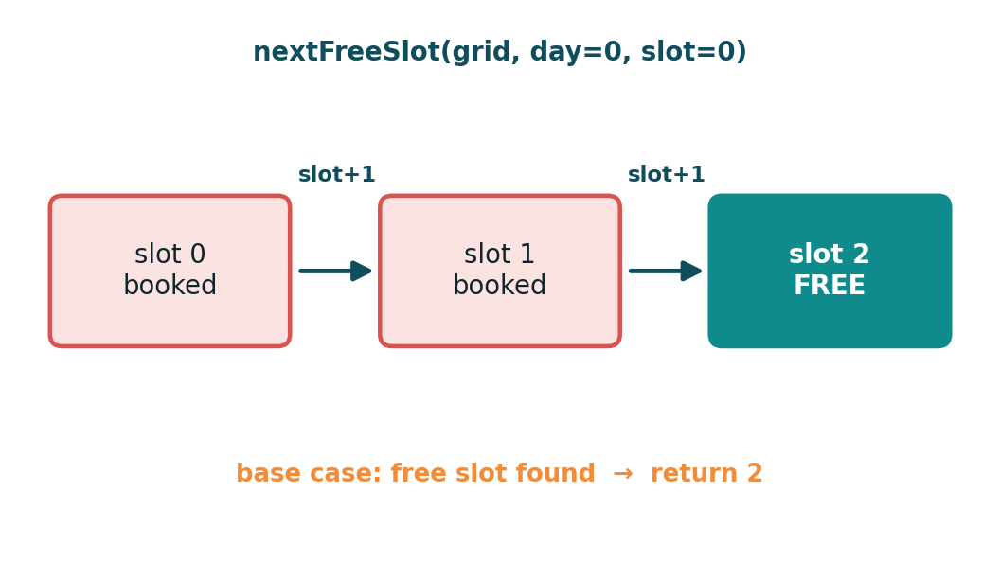 nextFreeSlot(grid, day=0, slot=0)
slot+1
slot+1
slot 0
booked
slot 1
booked
slot 2
FREE
base case: free slot found → return 2